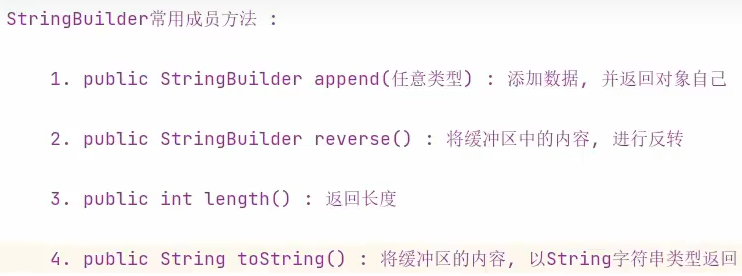 StringBuilder常用成员方法 :
1. public StringBuilder append(任意类型) : 添加数据, 并返回对象自己
2. public StringBuilder reverse() : 将缓冲区中的内容, 进行反转
3. public int length() : 返回长度
4. public String toString() : 将缓冲区的内容, 以String字符串类型返回